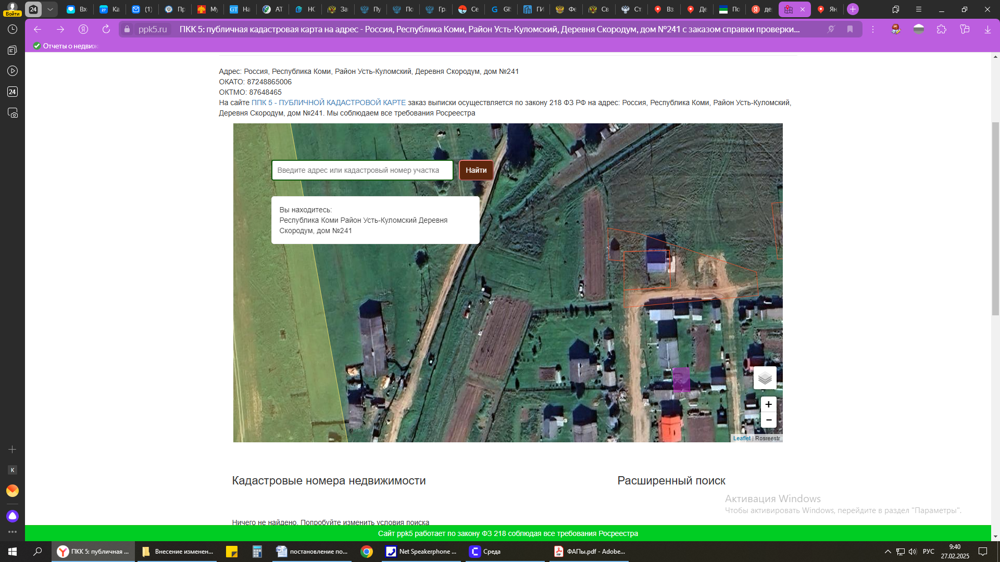 24
Вх
Ка
(1)
Пр
Му
На
АТ
НС
За
Пу
По
Гр
Се
GIS
ГИ
Фе
Св
Ст
Вз
Де
По
де
Ян
Войти
ppk5.ru
ПКК 5: публичная кадастровая карта на адрес - Россия, Республика Коми, Район Усть-Куломский, Деревня Скородум, дом №241 с заказом справки проверки...
Отчеты о недвиж
24
Адрес: Россия, Республика Коми, Район Усть-Куломский, Деревня Скородум, дом №241
ОКАТО: 87248865006
ОКТМО: 87648465
На сайте ППК 5 - ПУБЛИЧНОЙ КАДАСТРОВОЙ КАРТЕ заказ выписки осуществляется по закону 218 ФЗ РФ на адрес: Россия, Республика Коми, Район Усть-Куломский,
Деревня Скородум, дом №241. Мы соблюдаем все требования Росреестра
Введите адрес или кадастровый номер участка
Найти
Вы находитесь:
Республика Коми Район Усть-Куломский Деревня
Скородум, дом №241
+
−
Leaflet | Rosreestr
К
Кадастровые номера недвижимости
Расширенный поиск
Активация Windows
Чтобы активировать Windows, перейдите в раздел "Параметры".
Ничего не найдено. Попробуйте изменить условия поиска
Сайт ppk5 работает по закону ФЗ 218 соблюдая все требования Росреестра
ПКК 5: публичная ...
Внесение изменен...
постановление по...
Net Speakerphone ...
Среда
ФАПы.pdf - Adobe...
РУС
9:40
27.02.2025